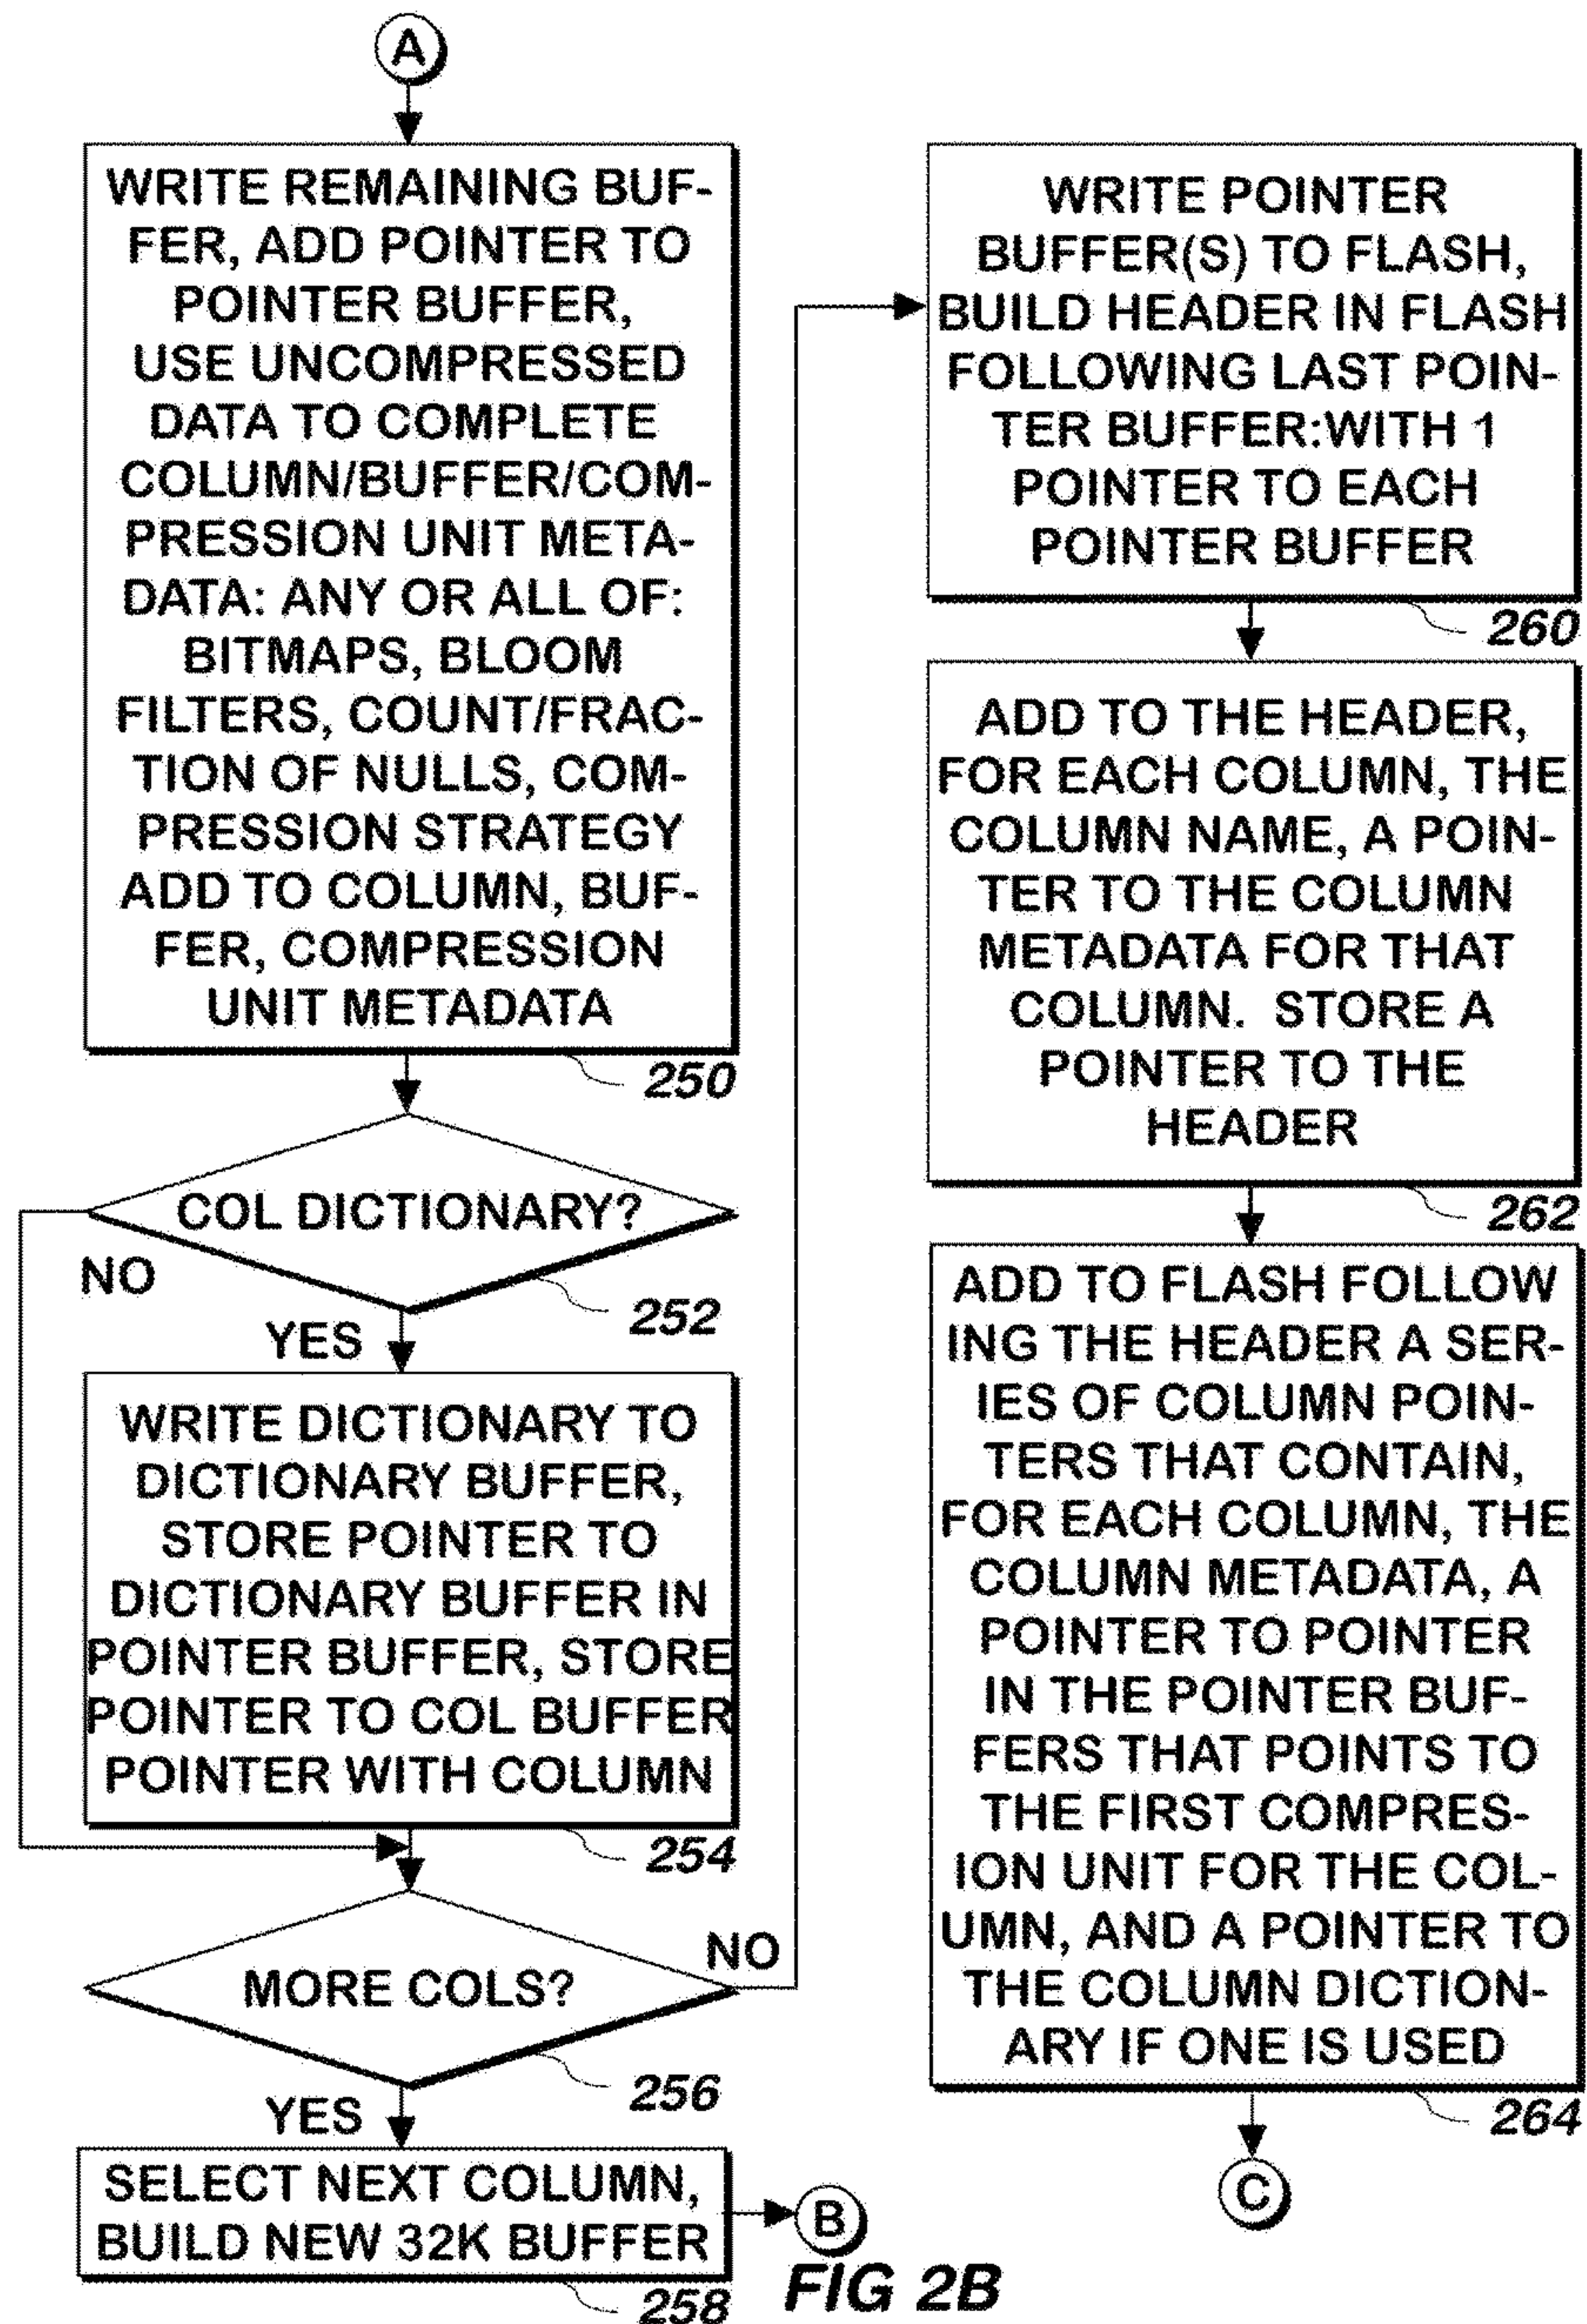 A
WRITE REMAINING BUF-
FER, ADD POINTER TO
POINTER BUFFER,
USE UNCOMPRESSED
DATA TO COMPLETE
COLUMN/BUFFER/COM-
PRESSION UNIT META-
DATA: ANY OR ALL OF:
BITMAPS, BLOOM
FILTERS, COUNT/FRAC-
TION OF NULLS, COM-
PRESSION STRATEGY
ADD TO COLUMN, BUF-
FER, COMPRESSION
UNIT METADATA
250
COL DICTIONARY?
NO
252
YES
WRITE DICTIONARY TO
DICTIONARY BUFFER,
STORE POINTER TO
DICTIONARY BUFFER IN
POINTER BUFFER, STORE
POINTER TO COL BUFFER
POINTER WITH COLUMN
254
NO
MORE COLS?
256
YES
SELECT NEXT COLUMN,
BUILD NEW 32K BUFFER
258
B
WRITE POINTER
BUFFER(S) TO FLASH,
BUILD HEADER IN FLASH
FOLLOWING LAST POIN-
TER BUFFER:WITH 1
POINTER TO EACH
POINTER BUFFER
260
ADD TO THE HEADER,
FOR EACH COLUMN, THE
COLUMN NAME, A POIN-
TER TO THE COLUMN
METADATA FOR THAT
COLUMN. STORE A
POINTER TO THE
HEADER
262
ADD TO FLASH FOLLOW
ING THE HEADER A SER-
IES OF COLUMN POIN-
TERS THAT CONTAIN,
FOR EACH COLUMN, THE
COLUMN METADATA, A
POINTER TO POINTER
IN THE POINTER BUF-
FERS THAT POINTS TO
THE FIRST COMPRES-
ION UNIT FOR THE COL-
UMN, AND A POINTER TO
THE COLUMN DICTION-
ARY IF ONE IS USED
264
C
FIG 2B